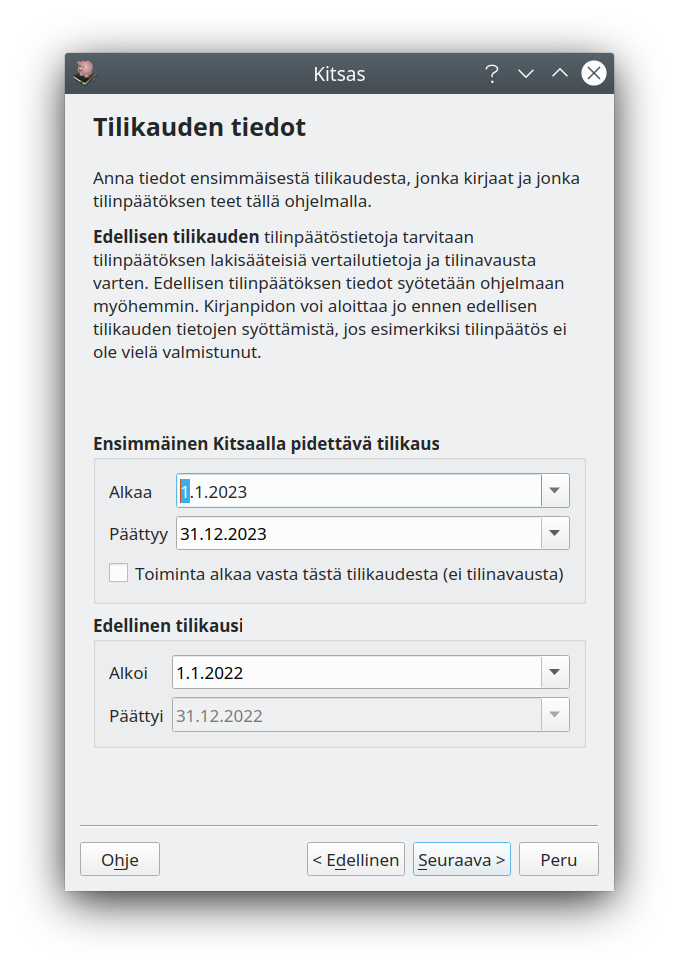 Kitsas
Tilikauden tiedot
Anna tiedot ensimmäisestä tilikaudesta, jonka kirjaat ja jonka
tilinpäätöksen teet tällä ohjelmalla.
Edellisen tilikauden tilinpäätöstietoja tarvitaan
tilinpäätöksen lakisääteisiä vertailutietoja ja tilinavausta
varten. Edellisen tilinpäätöksen tiedot syötetään ohjelmaan
myöhemmin. Kirjanpidon voi aloittaa jo ennen edellisen
tilikauden tietojen syöttämistä, jos esimerkiksi tilinpäätös ei
ole vielä valmistunut.
Ensimmäinen Kitsaalla pidettävä tilikaus
Alkaa 1.1.2023
Päättyy 31.12.2023
Toiminta alkaa vasta tästä tilikaudesta (ei tilinavausta)
Edellinen tilikausi
Alkoi 1.1.2022
Päättyi 31.12.2022
Ohje < Edellinen Seuraava > Peru